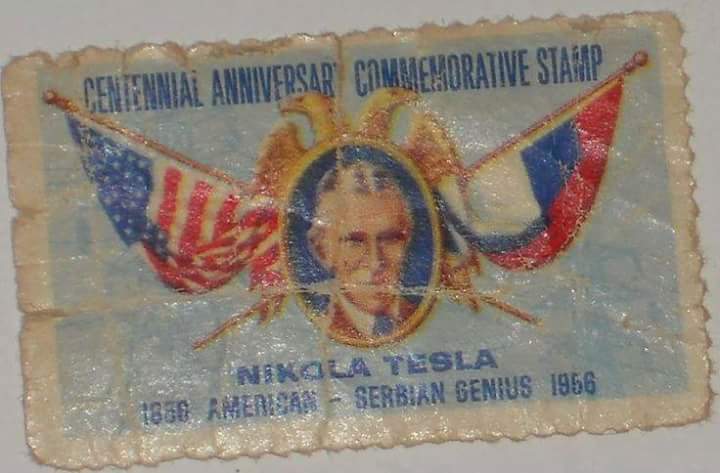 CENTENNIAL ANNIVERSARY COMMEMORATIVE STAMP
NIKOLA TESLA
1856 AMERICAN - SERBIAN GENIUS 1956